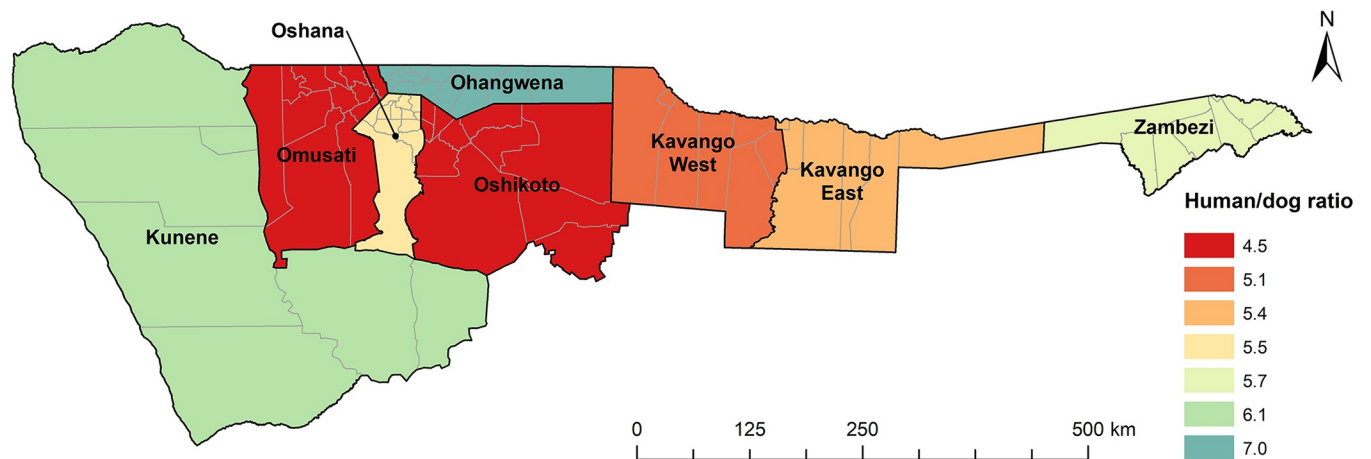 N
Oshana
Ohangwena
Zambezi
Omusati
Oshikoto
Kavango
West
Kavango
East
Kunene
Human/dog ratio
4.5
5.1
5.4
5.5
5.7
6.1
7.0
0 125 250 500 km